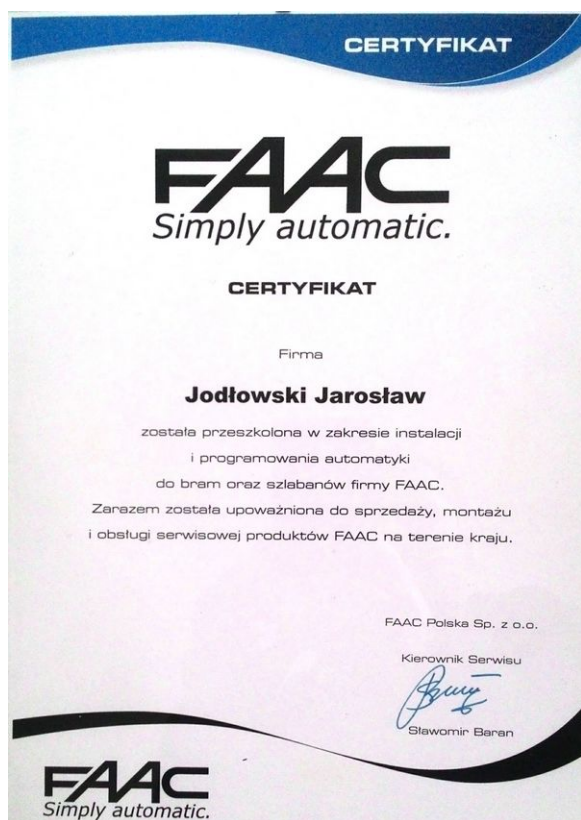 CERTYFIKAT
FAAC
Simply automatic.
CERTYFIKAT
Firma
Jodłowski Jarosław
została przeszkolona w zakresie instalacji
i programowania automatyki
do bram oraz szlabanów firmy FAAC.
Zarazem została upoważniona do sprzedaży, montażu
i obsługi serwisowej produktów FAAC na terenie kraju.
FAAC Polska Sp. z o.o.
Kierownik Serwisu
Sławomir Baran
FAAC
Simply automatic.